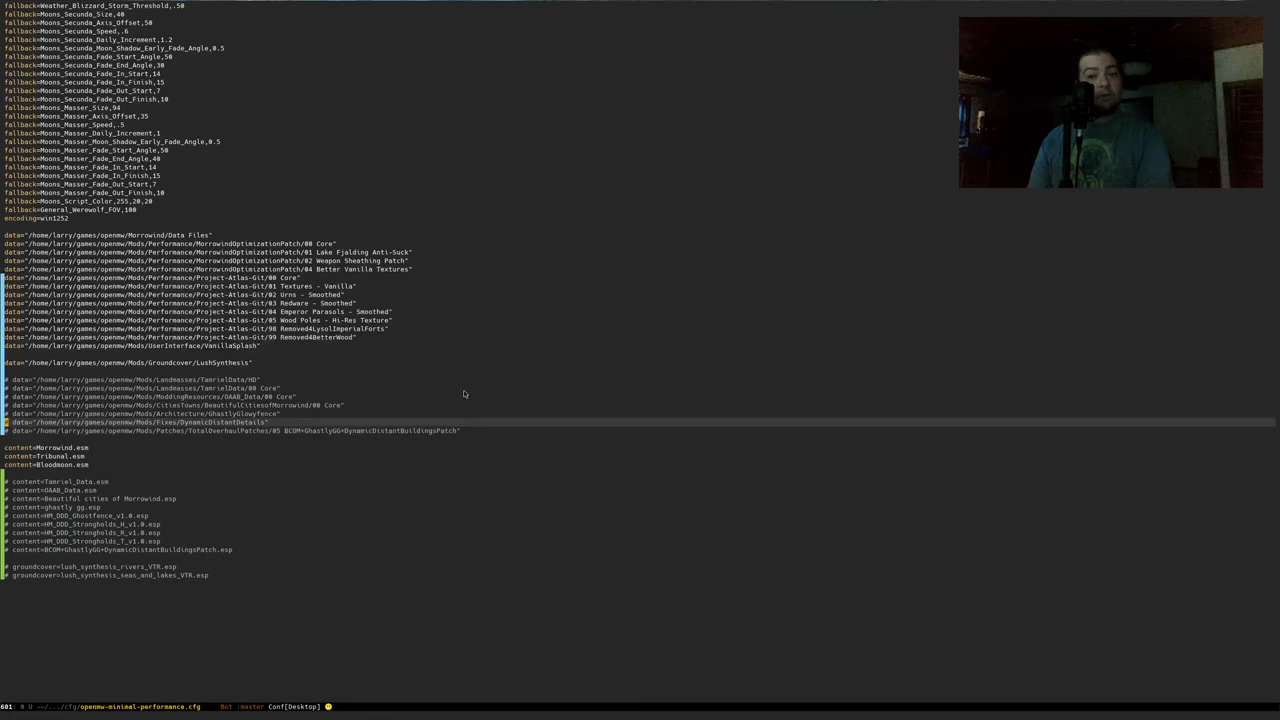 fallback=Weather_Blizzard_Storm_Threshold,.50
fallback=Moons_Secunda_Size,40
fallback=Moons_Secunda_Axis_Offset,50
fallback=Moons_Secunda_Speed,.6
fallback=Moons_Secunda_Daily_Increment,1.2
fallback=Moons_Secunda_Moon_Shadow_Early_Fade_Angle,0.5
fallback=Moons_Secunda_Fade_Start_Angle,50
fallback=Moons_Secunda_Fade_End_Angle,30
fallback=Moons_Secunda_Fade_In_Start,14
fallback=Moons_Secunda_Fade_In_Finish,15
fallback=Moons_Secunda_Fade_Out_Start,7
fallback=Moons_Secunda_Fade_Out_Finish,10
fallback=Moons_Masser_Size,94
fallback=Moons_Masser_Axis_Offset,35
fallback=Moons_Masser_Speed,.5
fallback=Moons_Masser_Daily_Increment,1
fallback=Moons_Masser_Moon_Shadow_Early_Fade_Angle,0.5
fallback=Moons_Masser_Fade_Start_Angle,50
fallback=Moons_Masser_Fade_End_Angle,40
fallback=Moons_Masser_Fade_In_Start,14
fallback=Moons_Masser_Fade_In_Finish,15
fallback=Moons_Masser_Fade_Out_Start,7
fallback=Moons_Masser_Fade_Out_Finish,10
fallback=Moons_Script_Color,255,20,20
fallback=General_Werewolf_FOV,100
encoding=win1252
data="/home/larry/games/openmw/Morrowind/Data Files"
data="/home/larry/games/openmw/Mods/Performance/MorrowindOptimizationPatch/00 Core"
data="/home/larry/games/openmw/Mods/Performance/MorrowindOptimizationPatch/01 Lake Fjalding Anti-Suck"
data="/home/larry/games/openmw/Mods/Performance/MorrowindOptimizationPatch/02 Weapon Sheathing Patch"
data="/home/larry/games/openmw/Mods/Performance/MorrowindOptimizationPatch/04 Better Vanilla Textures"
data="/home/larry/games/openmw/Mods/Performance/Project-Atlas-Git/00 Core"
data="/home/larry/games/openmw/Mods/Performance/Project-Atlas-Git/01 Textures - Vanilla"
data="/home/larry/games/openmw/Mods/Performance/Project-Atlas-Git/02 Urns - Smoothed"
data="/home/larry/games/openmw/Mods/Performance/Project-Atlas-Git/03 Redware - Smoothed"
data="/home/larry/games/openmw/Mods/Performance/Project-Atlas-Git/04 Emperor Parasols - Smoothed"
data="/home/larry/games/openmw/Mods/Performance/Project-Atlas-Git/05 Wood Poles - Hi-Res Texture"
data="/home/larry/games/openmw/Mods/Performance/Project-Atlas-Git/98 Removed4LysolImperialForts"
data="/home/larry/games/openmw/Mods/Performance/Project-Atlas-Git/99 Removed4BetterWood"
data="/home/larry/games/openmw/Mods/UserInterface/VanillaSplash"
data="/home/larry/games/openmw/Mods/Groundcover/LushSynthesis"
# data="/home/larry/games/openmw/Mods/Landmasses/TamrielData/HD"
# data="/home/larry/games/openmw/Mods/Landmasses/TamrielData/00 Core"
# data="/home/larry/games/openmw/Mods/ModdingResources/OAAB_Data/00 Core"
# data="/home/larry/games/openmw/Mods/CitiesTowns/BeautifulCitiesofMorrowind/00 Core"
# data="/home/larry/games/openmw/Mods/Architecture/GhastlyGlowyfence"
# data="/home/larry/games/openmw/Mods/Fixes/DynamicDistantDetails"
# data="/home/larry/games/openmw/Mods/Patches/TotalOverhaulPatches/05 BCOM+GhastlyGG+DynamicDistantBuildingsPatch"
content=Morrowind.esm
content=Tribunal.esm
content=Bloodmoon.esm
# content=Tamriel_Data.esm
# content=OAAB_Data.esm
# content=Beautiful cities of Morrowind.esp
# content=ghastly gg.esp
# content=HM_DDD_Ghostfence_v1.0.esp
# content=HM_DDD_Strongholds_H_v1.0.esp
# content=HM_DDD_Strongholds_R_v1.0.esp
# content=HM_DDD_Strongholds_T_v1.0.esp
# content=BCOM+GhastlyGG+DynamicDistantBuildingsPatch.esp
# groundcover=lush_synthesis_rivers_VTR.esp
# groundcover=lush_synthesis_seas_and_lakes_VTR.esp
601: 0 U ~~/.../cfg/openmw-minimal-performance.cfg Bot :master Conf[Desktop]